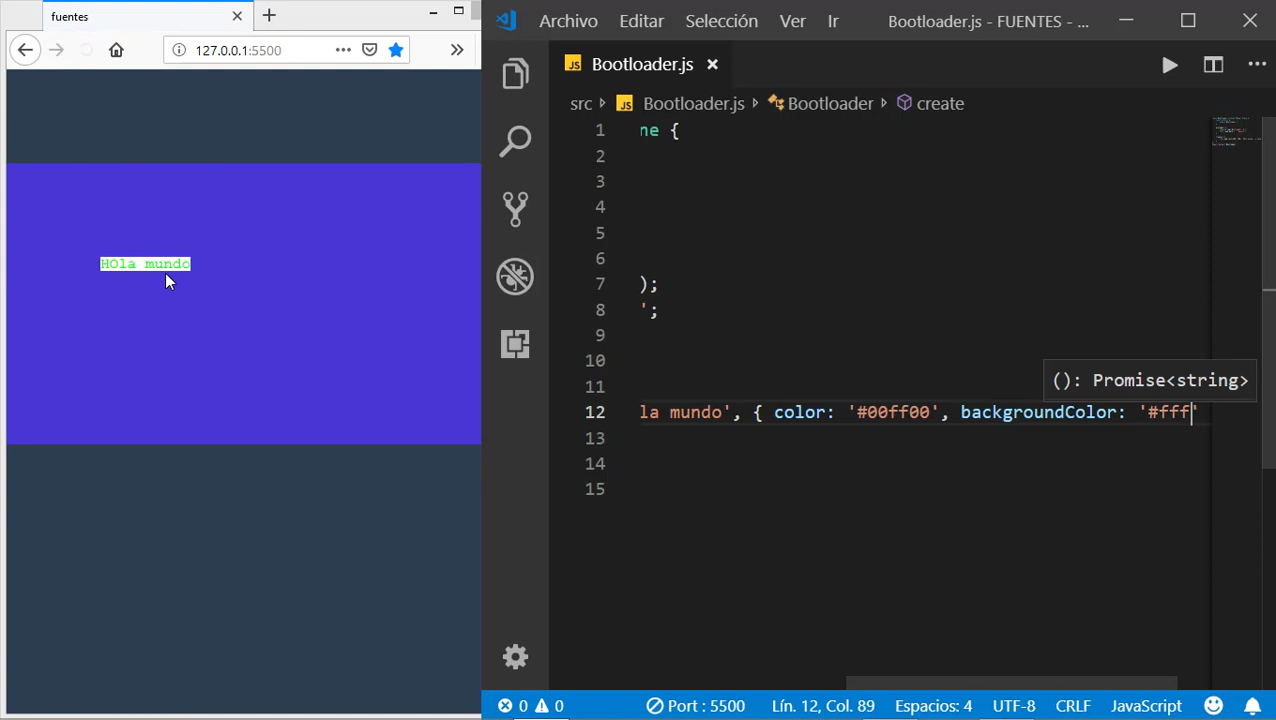 fuentes
127.0.0.1:5500
HOla mundo
Archivo Editar Selección Ver Ir Bootloader.js - FUENTES - ...
JS Bootloader.js
src JS Bootloader.js Bootloader create
1 ne {
2
3
4
5
6
7 );
8 ';
9
10
11
(): Promise<string>
12 la mundo', { color: '#00ff00', backgroundColor: '#fff'
13
14
15
0 0 Port : 5500 Lín. 12, Col. 89 Espacios: 4 UTF-8 CRLF JavaScript